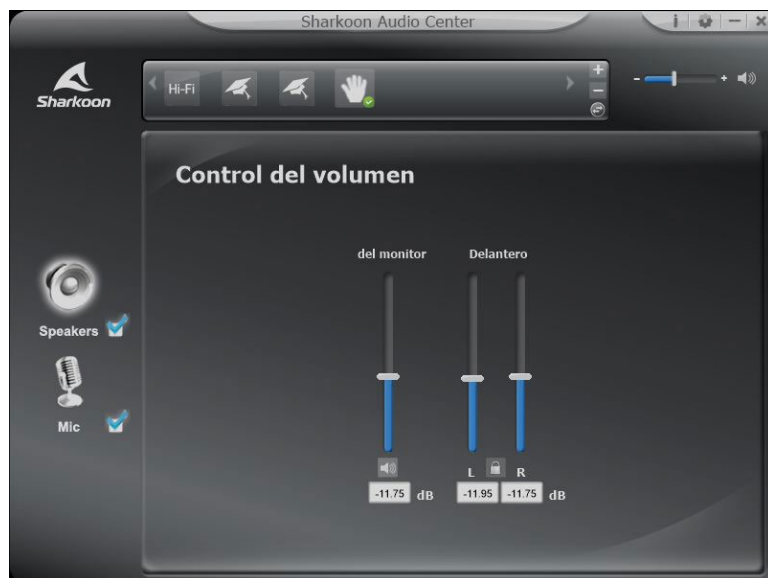 Sharkoon Audio Center
Sharkoon
Hi-Fi
Control del volumen
del monitor
Delantero
Speakers
Mic
L
R
-11.75 dB
-11.95
-11.75 dB